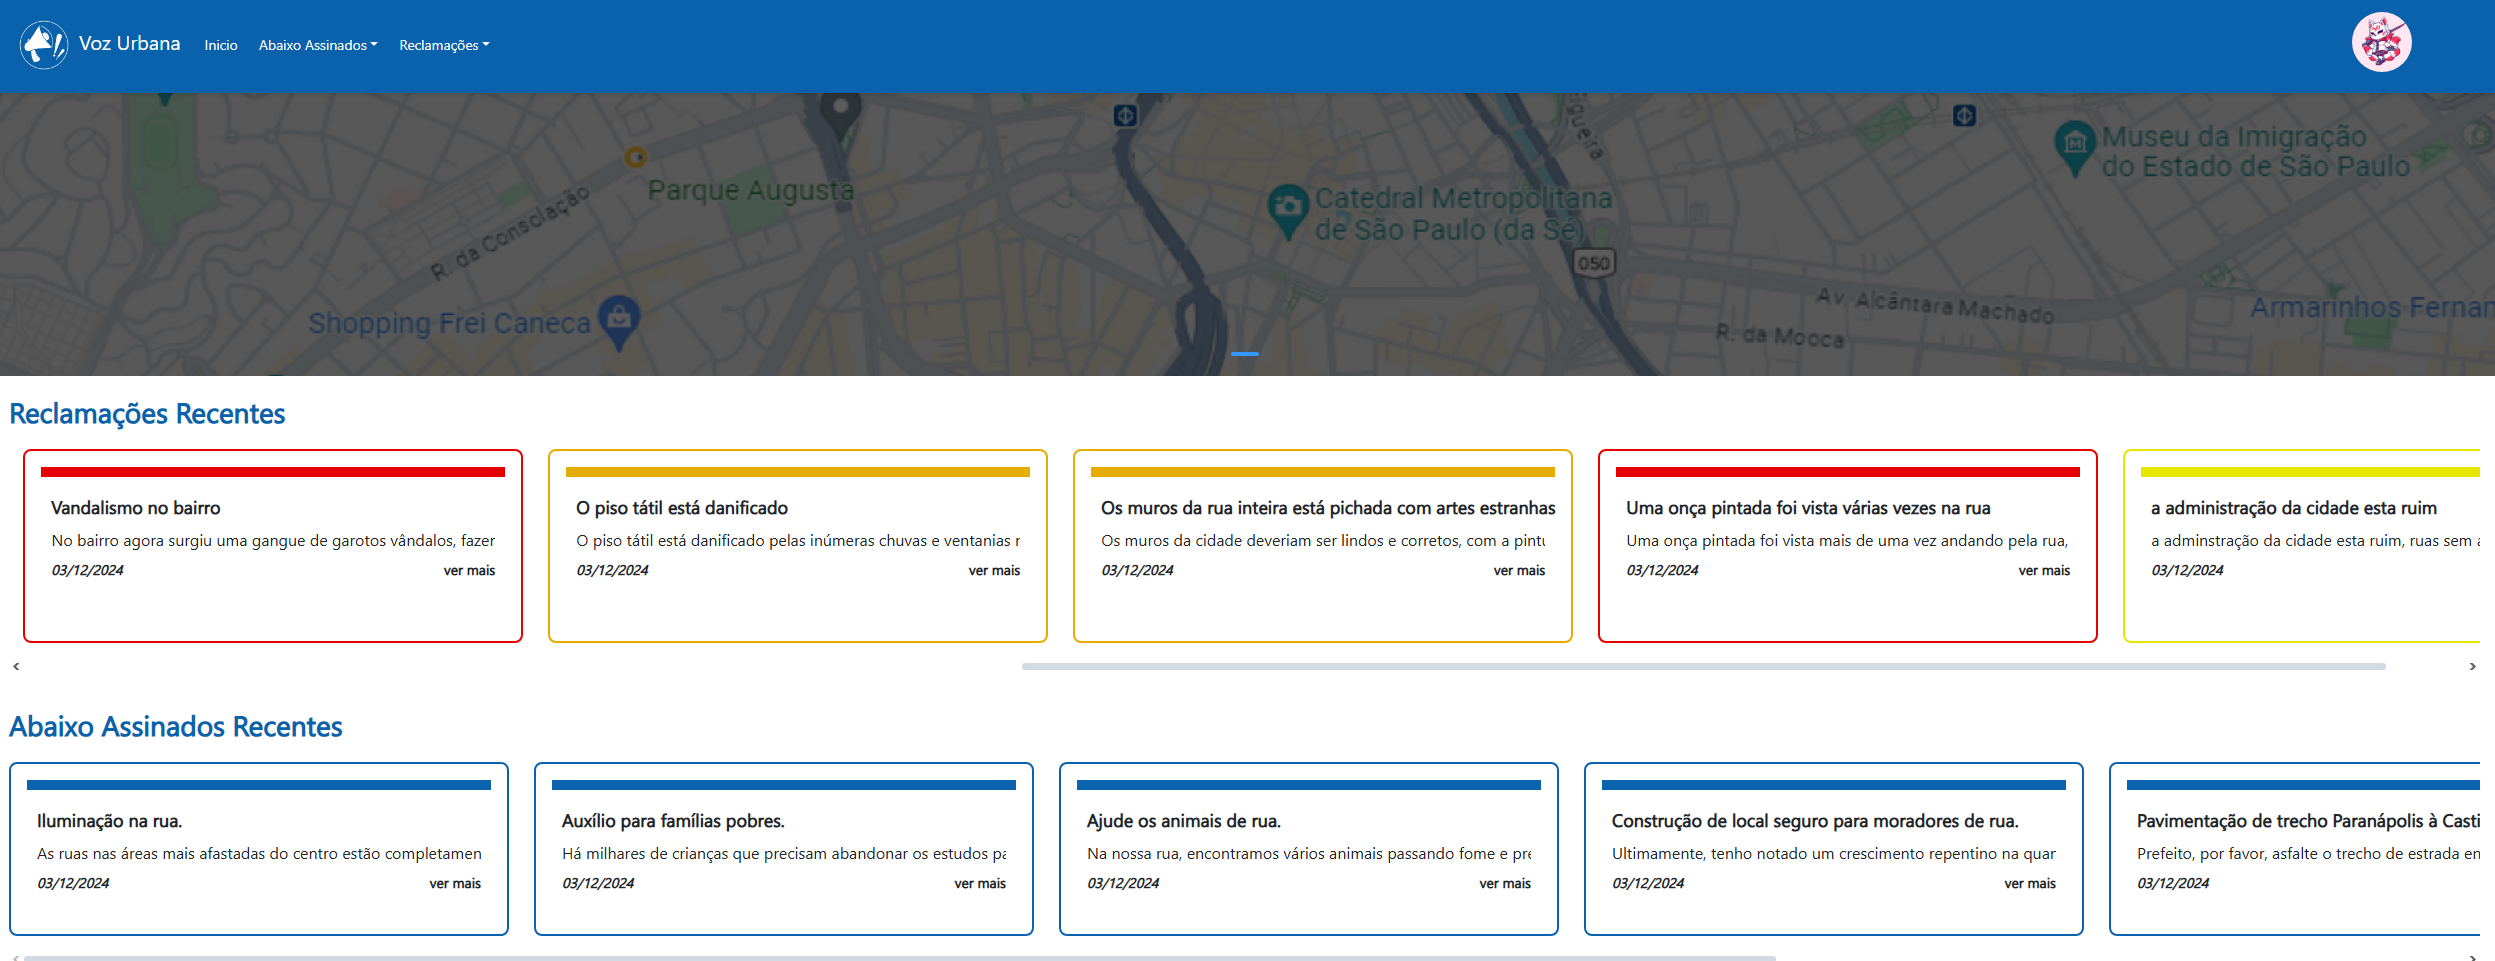 Voz Urbana Inicio Abaixo Assinados Reclamações
Parque Augusta
R. da Consolação
Shopping Frei Caneca
Catedral Metropolitana
de São Paulo (da Sé)
050
Museu da Imigração
do Estado de São Paulo
Av. Alcântara Machado
R. da Mooca
Armarinhos Fernan
Reclamações Recentes
Vandalismo no bairro
No bairro agora surgiu uma gangue de garotos vândalos, fazer
03/12/2024 ver mais
O piso tátil está danificado
O piso tátil está danificado pelas inúmeras chuvas e ventanias
03/12/2024 ver mais
Os muros da rua inteira está pichada com artes estranhas
Os muros da cidade deveriam ser lindos e corretos, com a pintu
03/12/2024 ver mais
Uma onça pintada foi vista várias vezes na rua
Uma onça pintada foi vista mais de uma vez andando pela rua,
03/12/2024 ver mais
a administração da cidade esta ruim
a adminstração da cidade esta ruim, ruas sem
03/12/2024
Abaixo Assinados Recentes
Iluminação na rua.
As ruas nas áreas mais afastadas do centro estão completamen
03/12/2024 ver mais
Auxílio para famílias pobres.
Há milhares de crianças que precisam abandonar os estudos pa
03/12/2024 ver mais
Ajude os animais de rua.
Na nossa rua, encontramos vários animais passando fome e pre
03/12/2024 ver mais
Construção de local seguro para moradores de rua.
Ultimamente, tenho notado um crescimento repentino na quar
03/12/2024 ver mais
Pavimentação de trecho Paranápolis à Casti
Prefeito, por favor, asfalte o trecho de estrada en
03/12/2024